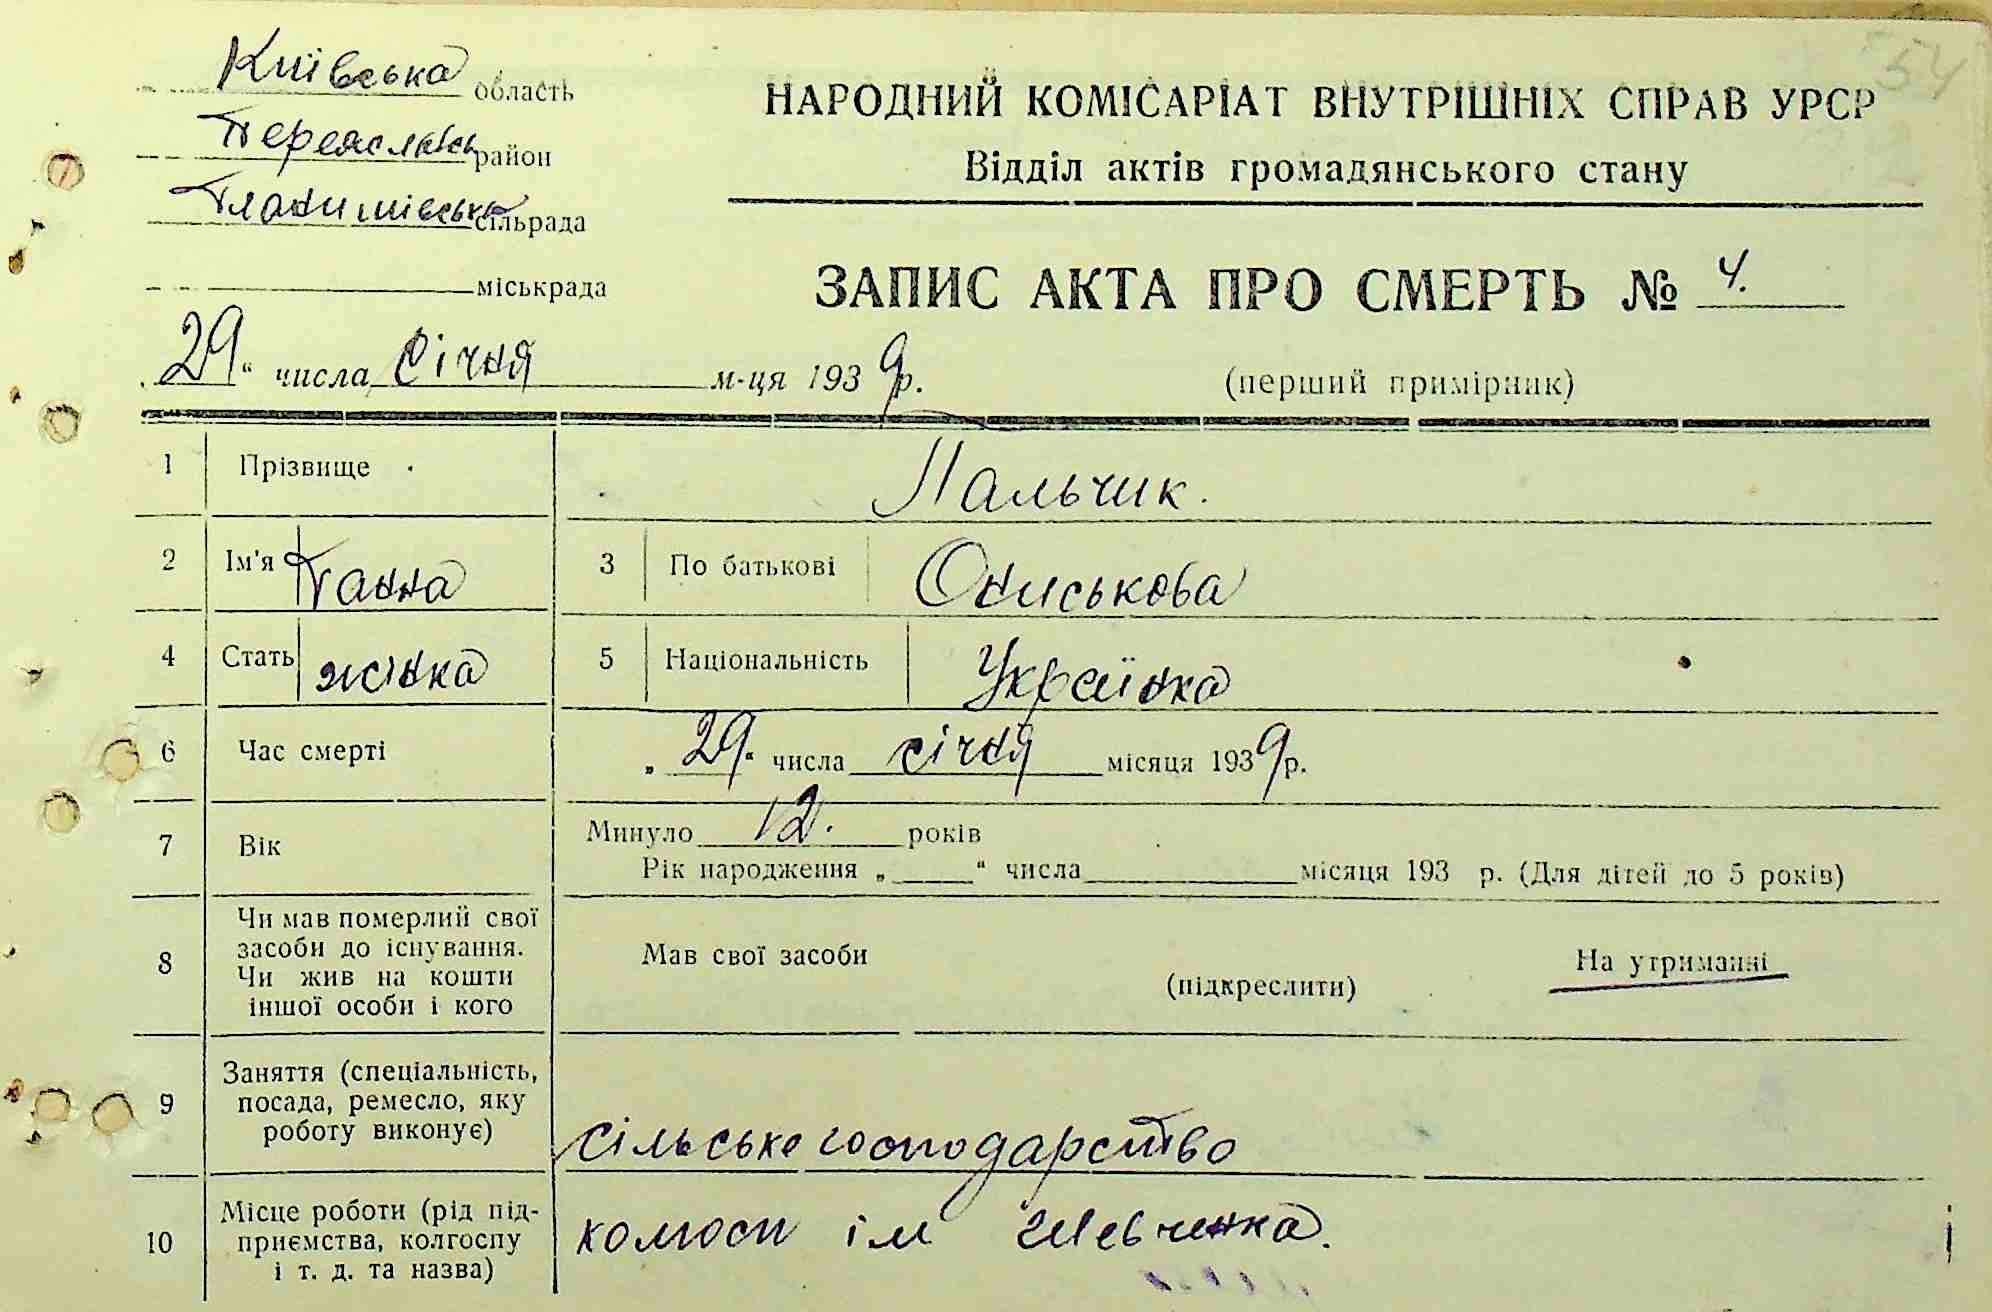 54
Київська область
НАРОДНИЙ КОМІСАРІАТ ВНУТРІШНІХ СПРАВ УРСР
Переяслівськ район
Відділ актів громадянського стану
сільрада
міськрада
ЗАПИС АКТА ПРО СМЕРТЬ № 4.
„29“ числа Січня м-ця 1939 р.
(перший примірник)
1 Прізвище Пальчик.
2 Ім'я Ганна 3 По батькові Ониськова
4 Стать жінка 5 Національність Українка
6 Час смерті „29“ числа січня місяця 1939 р.
7 Вік Минуло 12. років
Рік народження „ “ числа місяця 193 р. (Для дітей до 5 років)
8 Чи мав померлий свої
засоби до існування.
Чи жив на кошти
іншої особи і кого
Мав свої засоби
(підкреслити)
На утриманні
9 Заняття (спеціальність,
посада, ремесло, яку
роботу виконує)
сільське господарство
10 Місце роботи (рід під-
приємства, колгоспу
і т. д. та назва)
ім Шевченка.